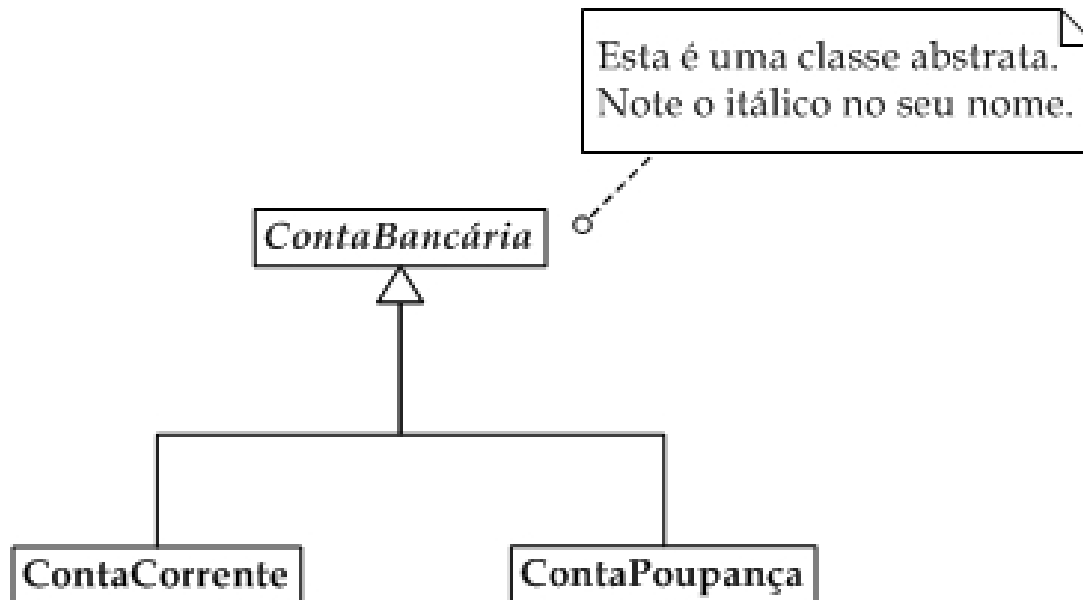 Esta é uma classe abstrata.
Note o itálico no seu nome.
ContaBancária
ContaCorrente
ContaPoupança